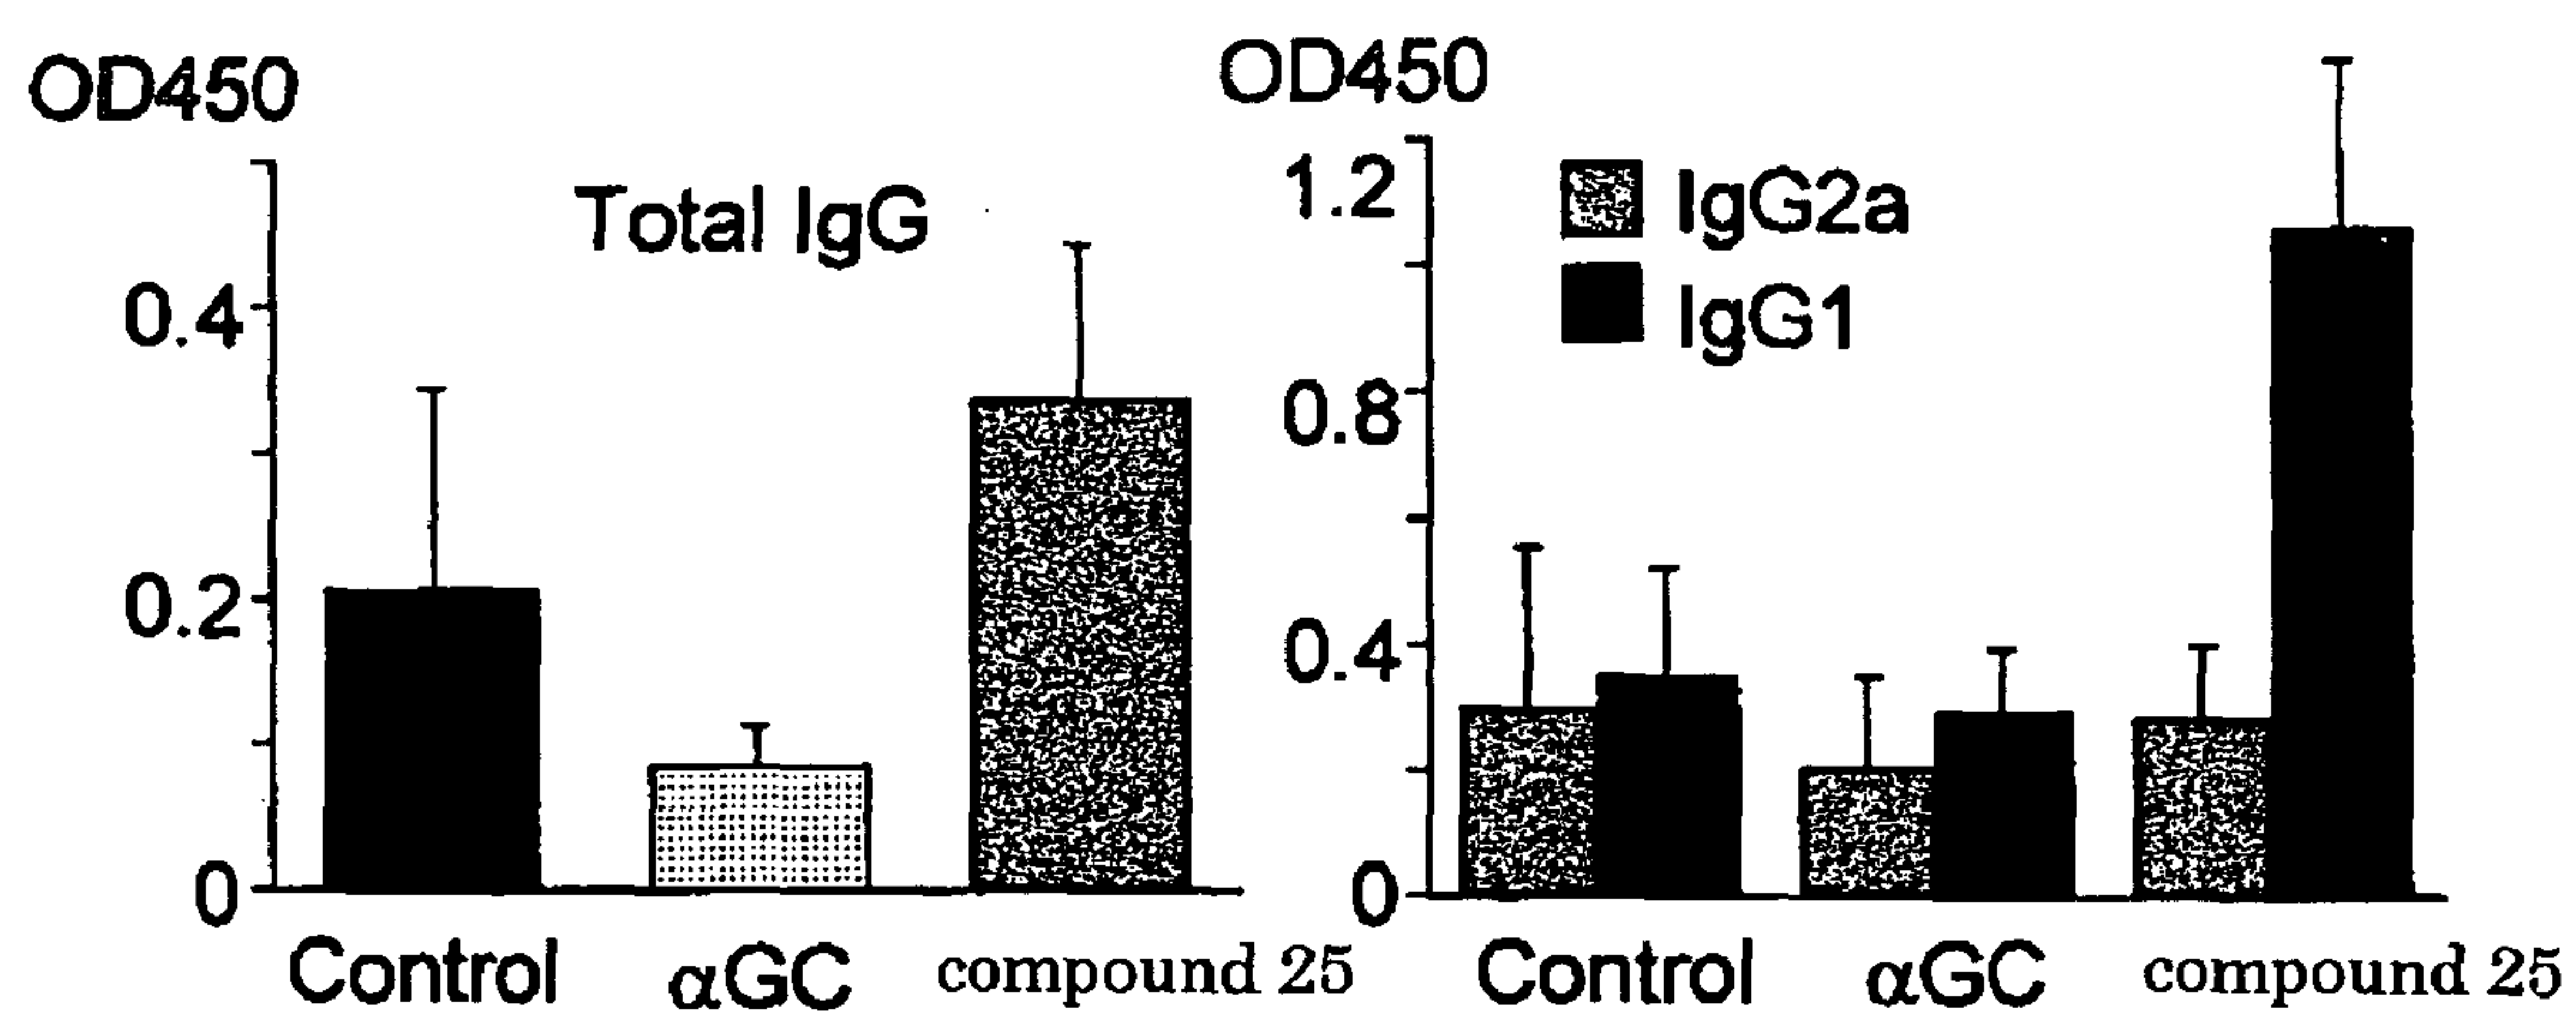 OD450
Total IgG
0.4
0.2
0
Control αGC compound 25
OD450
1.2
IgG2a
IgG1
0.8
0.4
0
Control αGC compound 25